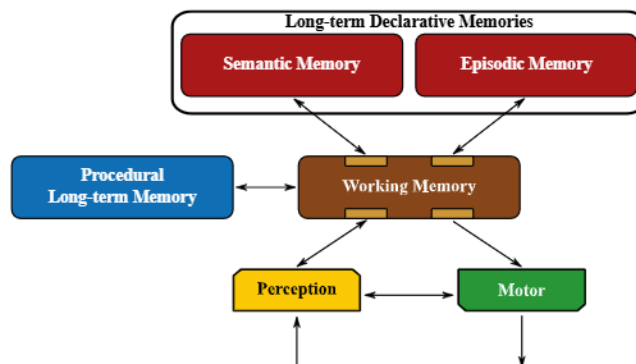 Long-term Declarative Memories
Semantic Memory
Episodic Memory
Procedural
Long-term Memory
Working Memory
Perception
Motor